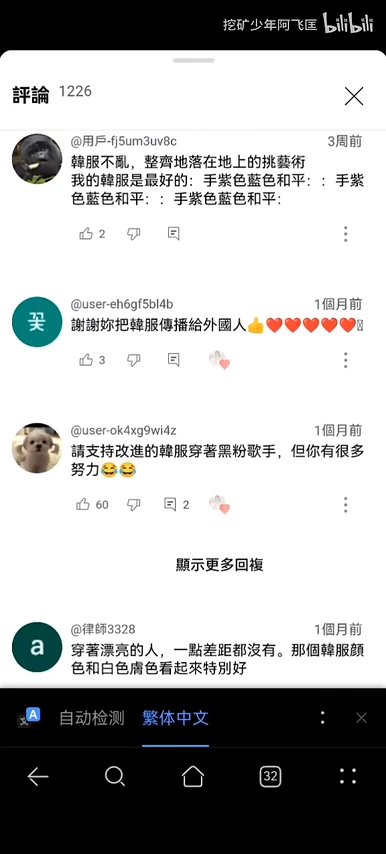 挖矿少年阿飞匡 bilibili
評論 1226
@用戶-fj5um3uv8c 3周前
韓服不亂，整齊地落在地上的挑藝術
我的韓服是最好的：手紫色藍色和平：：手紫
色藍色和平：：手紫色藍色和平：
2
꽃
@user-eh6gf5bl4b 1個月前
謝謝妳把韓服傳播給外國人👍❤️❤️❤️❤️❤️
3
@user-ok4xg9wi4z 1個月前
請支持改進的韓服穿著黑粉歌手，但你有很多
努力😂😂
60 2
顯示更多回複
a
@律師3328 1個月前
穿著漂亮的人，一點差距都沒有。那個韓服顏
色和白色膚色看起來特別好
文A 自动检测 繁体中文
32